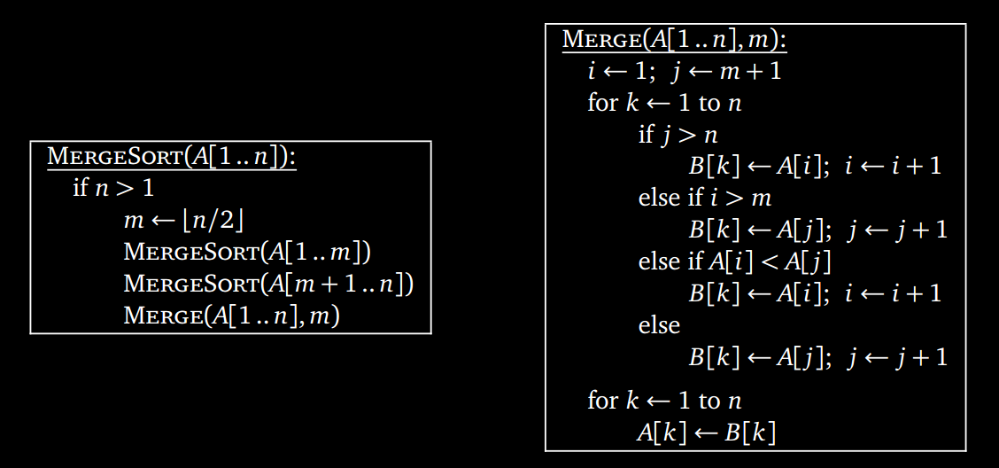 MERGESORT(A[1 .. n]):
if n > 1
m ← ⌊n/2⌋
MERGESORT(A[1 .. m])
MERGESORT(A[m + 1 .. n])
MERGE(A[1 .. n], m)
MERGE(A[1 .. n], m):
i ← 1; j ← m + 1
for k ← 1 to n
if j > n
B[k] ← A[i]; i ← i + 1
else if i > m
B[k] ← A[j]; j ← j + 1
else if A[i] < A[j]
B[k] ← A[i]; i ← i + 1
else
B[k] ← A[j]; j ← j + 1
for k ← 1 to n
A[k] ← B[k]